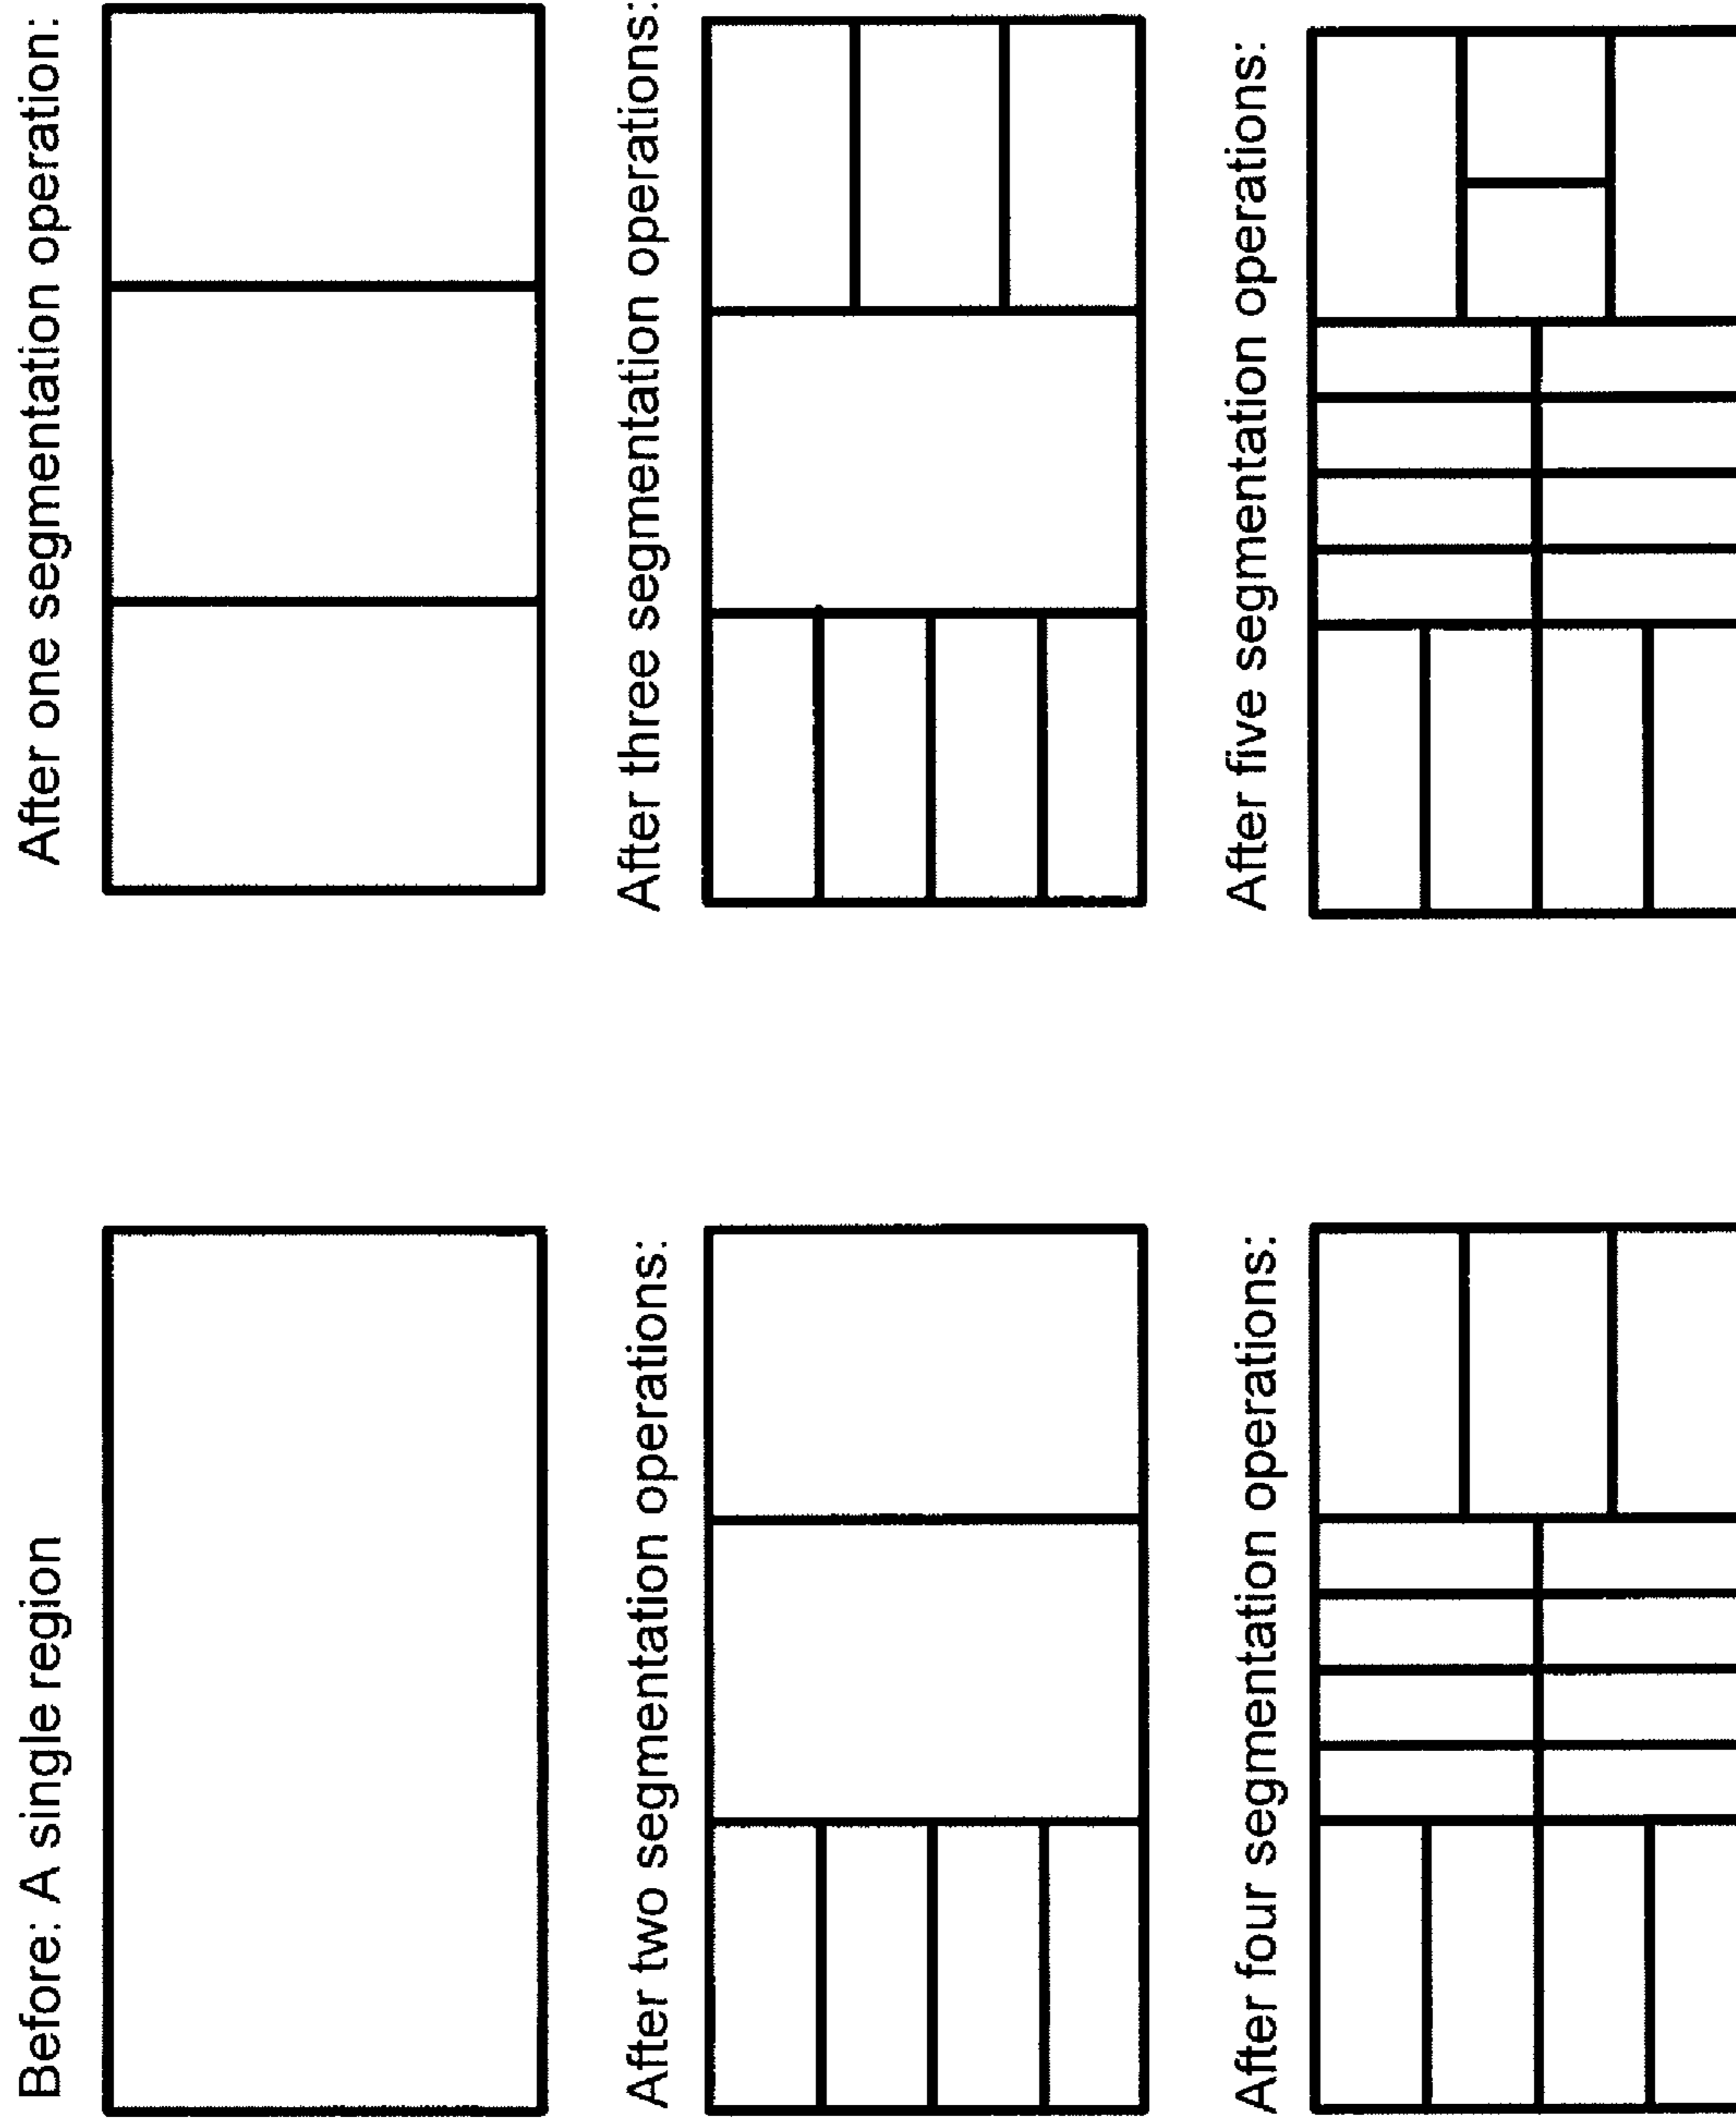 Before: A single region
After one segmentation operation:
After two segmentation operations:
After three segmentation operations:
After four segmentation operations:
After five segmentation operations: